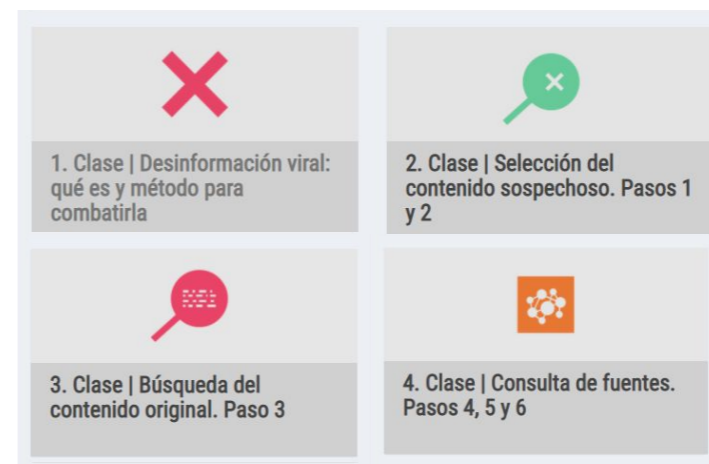 1. Clase | Desinformación viral:
qué es y método para
combatirla
2. Clase | Selección del
contenido sospechoso. Pasos 1
y 2
3. Clase | Búsqueda del
contenido original. Paso 3
4. Clase | Consulta de fuentes.
Pasos 4, 5 y 6